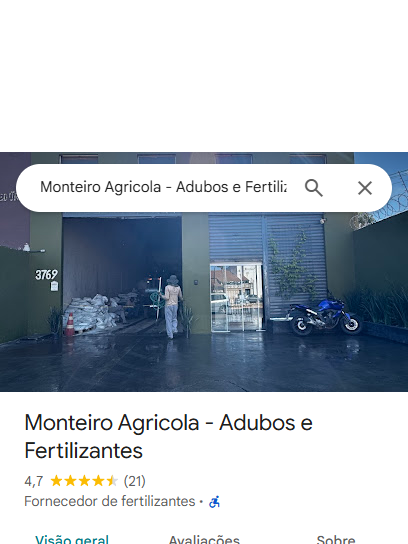 Monteiro Agricola - Adubos e Fertiliz
3769
Monteiro Agricola - Adubos e
Fertilizantes
4,7 (21)
Fornecedor de fertilizantes ·
Visão geral Avaliações Sobre